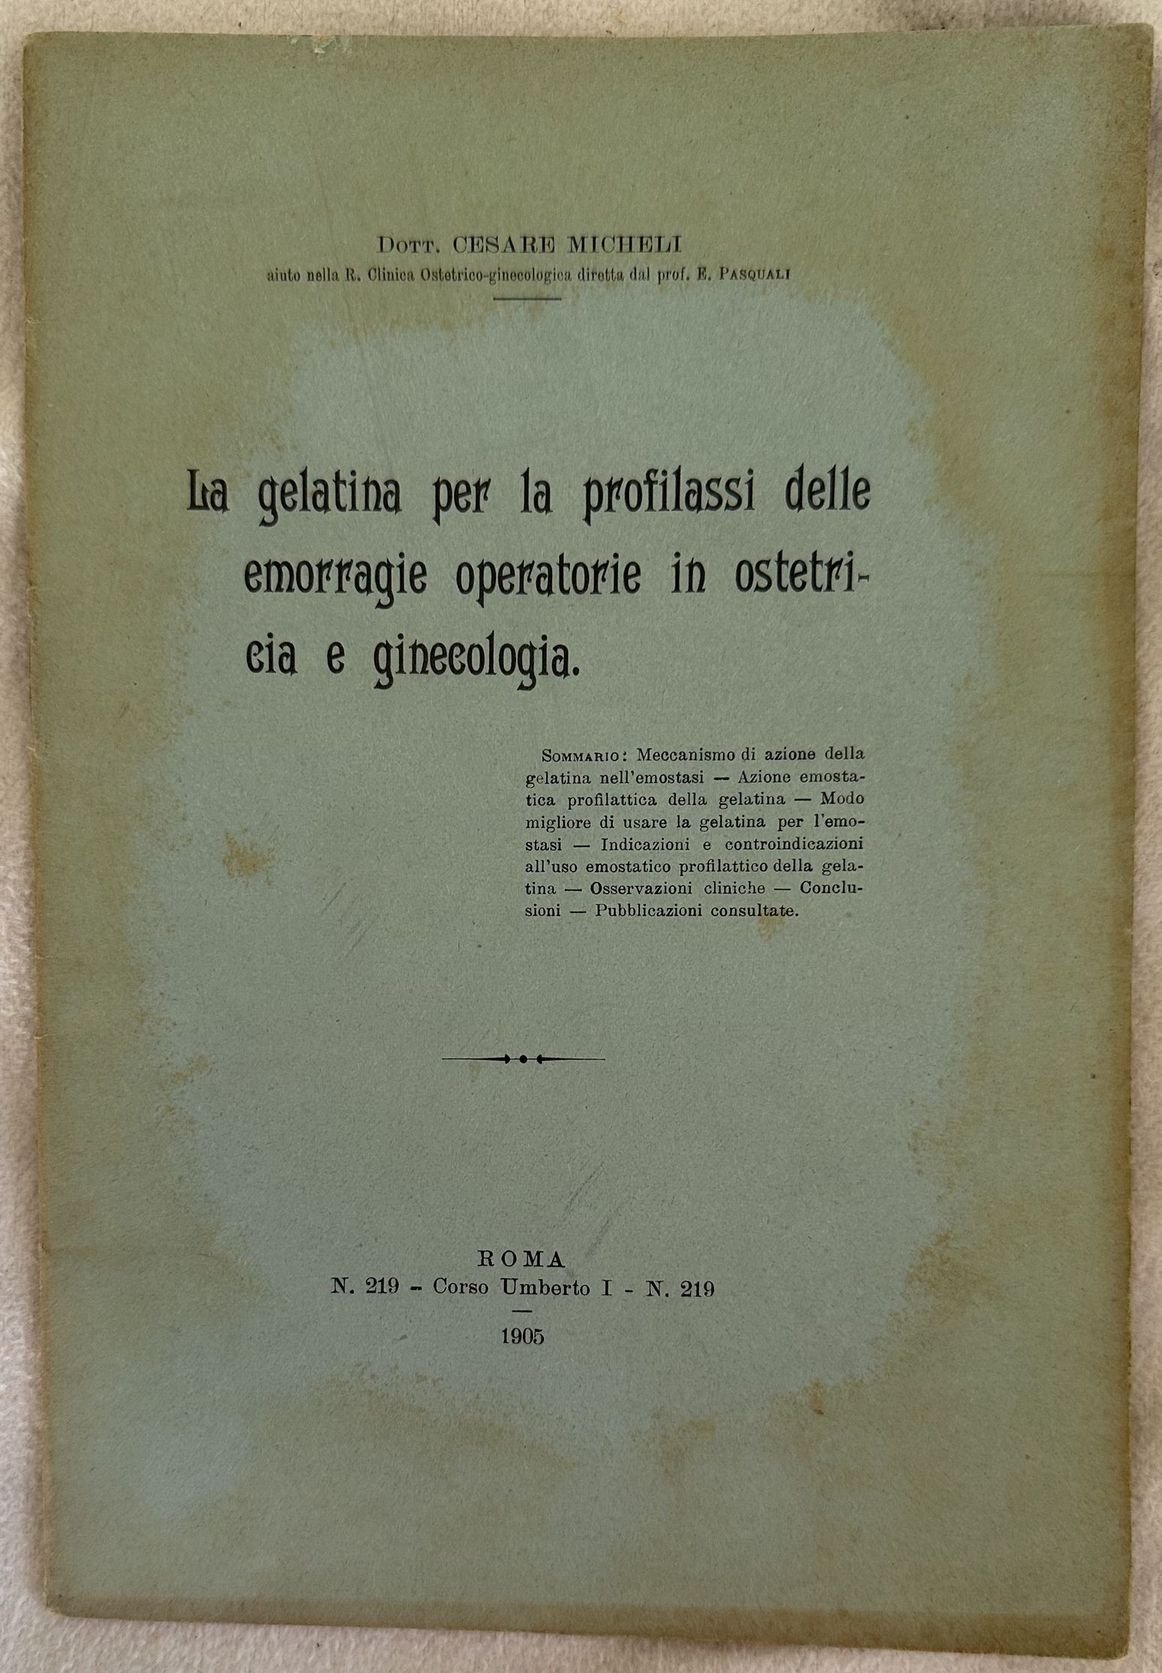 Dott. CESARE MICHELI
aiuto nella R. Clinica Ostetrico-ginecologica diretta dal prof. E. Pasquali
La gelatina per la profilassi delle
emorragie operatorie in ostetri-
cia e ginecologia.
Sommario: Meccanismo di azione della
gelatina nell'emostasi — Azione emosta-
tica profilattica della gelatina — Modo
migliore di usare la gelatina per l'emo-
stasi — Indicazioni e controindicazioni
all'uso emostatico profilattico della gela-
tina — Osservazioni cliniche — Conclu-
sioni — Pubblicazioni consultate.
ROMA
N. 219 - Corso Umberto I - N. 219
1905